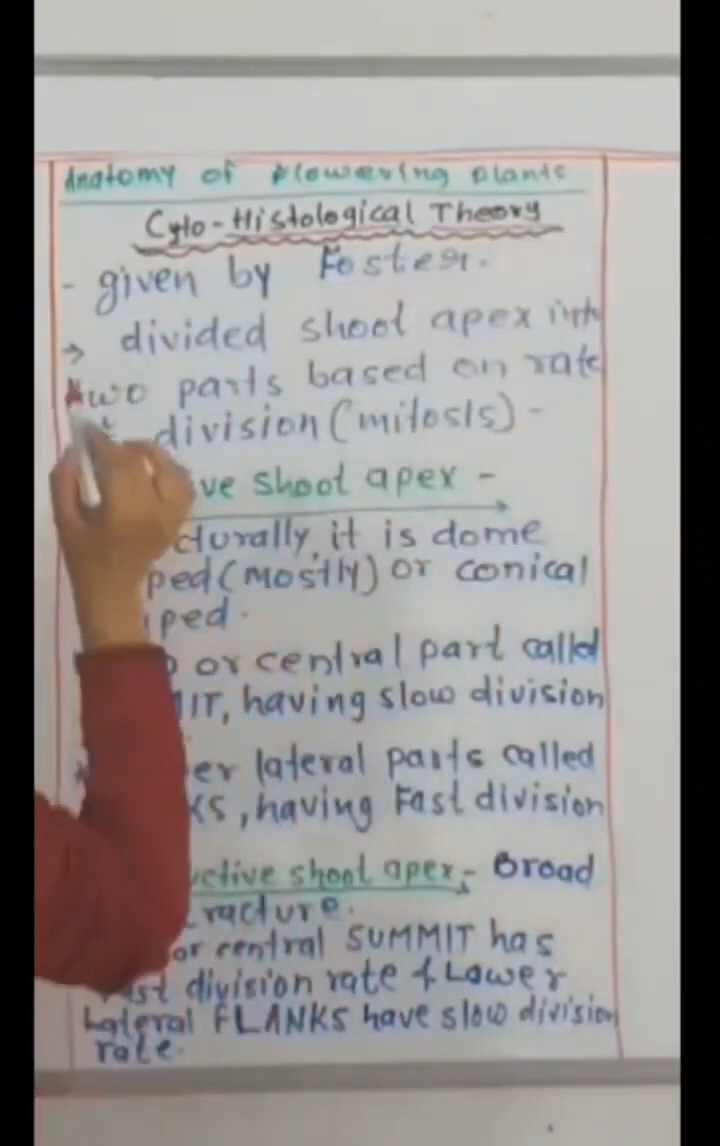 Anatomy of Flowering plants
Cyto-Histological Theory
- given by Foster.
→ divided shoot apex into
two parts based on rate
division (mitosis) -
ve shoot apex -
cturally, it is dome
ped (mostly) or conical
ped.
or central part called
MIT, having slow division
er lateral parts called
KS, having Fast division
uctive shoot apex - Broad
tracture.
or central SUMMIT has
division rate & Lower
Lateral FLANKS have slow division
rate.